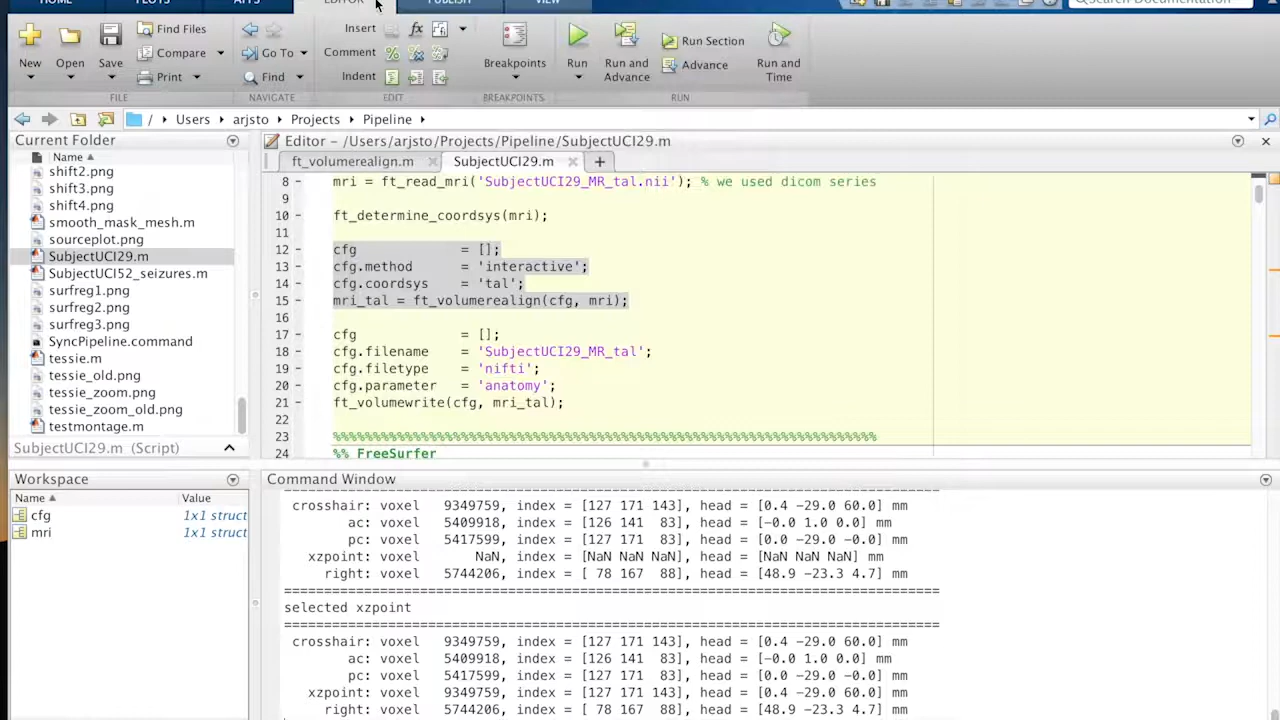 HOME PLOTS APPS EDITOR PUBLISH VIEW Search Documentation
New Open Save Find Files Compare Print
FILE
Go To Find
NAVIGATE
Insert Comment Indent
EDIT
Breakpoints
BREAKPOINTS
Run Run and Advance Run Section Advance Run and Time
RUN
/ Users arjsto Projects Pipeline
Current Folder
Name
shift2.png
shift3.png
shift4.png
smooth_mask_mesh.m
sourceplot.png
SubjectUCI29.m
SubjectUCI52_seizures.m
surfreg1.png
surfreg2.png
surfreg3.png
SyncPipeline.command
tessie.m
tessie_old.png
tessie_zoom.png
tessie_zoom_old.png
testmontage.m
SubjectUCI29.m (Script)
Workspace
Name Value
cfg 1x1 struct
mri 1x1 struct
Editor – /Users/arjsto/Projects/Pipeline/SubjectUCI29.m
ft_volumerealign.m SubjectUCI29.m +
8 – mri = ft_read_mri('SubjectUCI29_MR_tal.nii'); % we used dicom series
9
10 – ft_determine_coordsys(mri);
11
12 – cfg = [];
13 – cfg.method = 'interactive';
14 – cfg.coordsys = 'tal';
15 – mri_tal = ft_volumerealign(cfg, mri);
16
17 – cfg = [];
18 – cfg.filename = 'SubjectUCI29_MR_tal';
19 – cfg.filetype = 'nifti';
20 – cfg.parameter = 'anatomy';
21 – ft_volumewrite(cfg, mri_tal);
22
23 %%%%%%%%%%%%%%%%%%%%%%%%%%%%%%%%%%%%%%%%%%%%%%%%%%%%%%%%%%%%%%%%%%%%
24 %% FreeSurfer
Command Window
==================================================================================
crosshair: voxel 9349759, index = [127 171 143], head = [0.4 -29.0 60.0] mm
ac: voxel 5409918, index = [126 141 83], head = [-0.0 1.0 0.0] mm
pc: voxel 5417599, index = [127 171 83], head = [0.0 -29.0 -0.0] mm
xzpoint: voxel NaN, index = [NaN NaN NaN], head = [NaN NaN NaN] mm
right: voxel 5744206, index = [ 78 167 88], head = [48.9 -23.3 4.7] mm
==================================================================================
selected xzpoint
==================================================================================
crosshair: voxel 9349759, index = [127 171 143], head = [0.4 -29.0 60.0] mm
ac: voxel 5409918, index = [126 141 83], head = [-0.0 1.0 0.0] mm
pc: voxel 5417599, index = [127 171 83], head = [0.0 -29.0 -0.0] mm
xzpoint: voxel 9349759, index = [127 171 143], head = [0.4 -29.0 60.0] mm
right: voxel 5744206, index = [ 78 167 88], head = [48.9 -23.3 4.7] mm